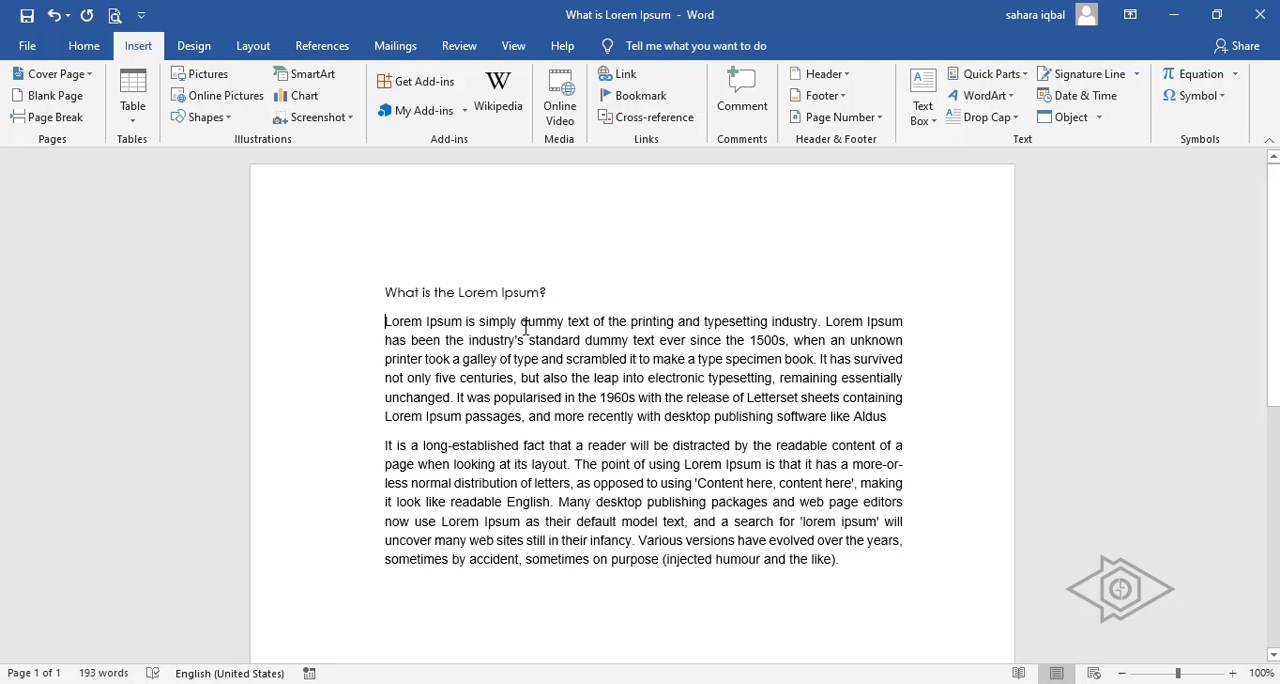 What is Lorem Ipsum - Word
sahara iqbal
File Home Insert Design Layout References Mailings Review View Help Tell me what you want to do Share
Cover Page
Blank Page
Page Break
Pages
Table
Tables
Pictures
Online Pictures
Shapes
SmartArt
Chart
Screenshot
Illustrations
Get Add-ins
My Add-ins
W
Wikipedia
Add-ins
Online
Video
Media
Link
Bookmark
Cross-reference
Links
Comment
Comments
Header
Footer
Page Number
Header & Footer
Text
Box
Quick Parts
WordArt
Drop Cap
Signature Line
Date & Time
Object
Text
Equation
Symbol
Symbols
What is the Lorem Ipsum?
Lorem Ipsum is simply dummy text of the printing and typesetting industry. Lorem Ipsum
has been the industry's standard dummy text ever since the 1500s, when an unknown
printer took a galley of type and scrambled it to make a type specimen book. It has survived
not only five centuries, but also the leap into electronic typesetting, remaining essentially
unchanged. It was popularised in the 1960s with the release of Letterset sheets containing
Lorem Ipsum passages, and more recently with desktop publishing software like Aldus
It is a long-established fact that a reader will be distracted by the readable content of a
page when looking at its layout. The point of using Lorem Ipsum is that it has a more-or-
less normal distribution of letters, as opposed to using 'Content here, content here', making
it look like readable English. Many desktop publishing packages and web page editors
now use Lorem Ipsum as their default model text, and a search for 'lorem ipsum' will
uncover many web sites still in their infancy. Various versions have evolved over the years,
sometimes by accident, sometimes on purpose (injected humour and the like).
Page 1 of 1 193 words English (United States) 100%